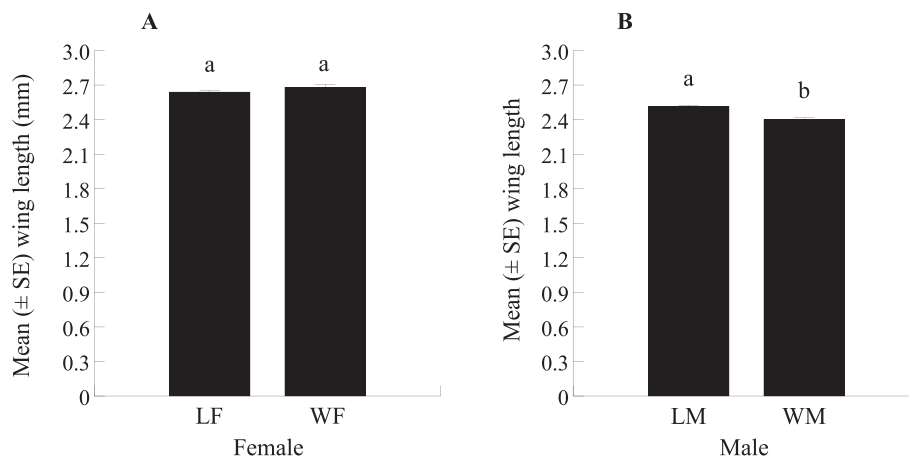 A
Mean (± SE) wing length (mm)
3.0
2.7
2.4
2.1
1.8
1.5
1.2
0.9
0.6
0.3
0
a
a
LF
WF
Female
B
Mean (± SE) wing length
3.0
2.7
2.4
2.1
1.8
1.5
1.2
0.9
0.6
0.3
0
a
b
LM
WM
Male